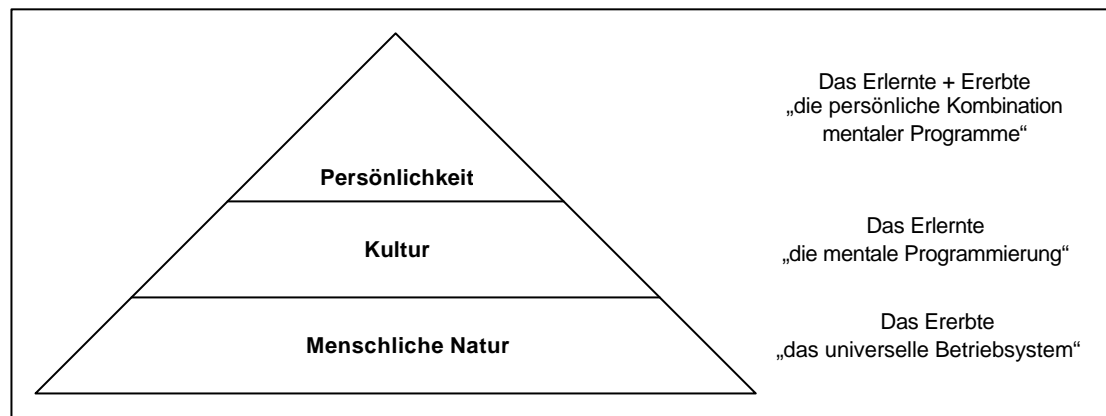 Das Erlernte + Ererbte
„die persönliche Kombination
mentaler Programme“
Persönlichkeit
Das Erlernte
„die mentale Programmierung“
Kultur
Das Ererbte
„das universelle Betriebsystem“
Menschliche Natur